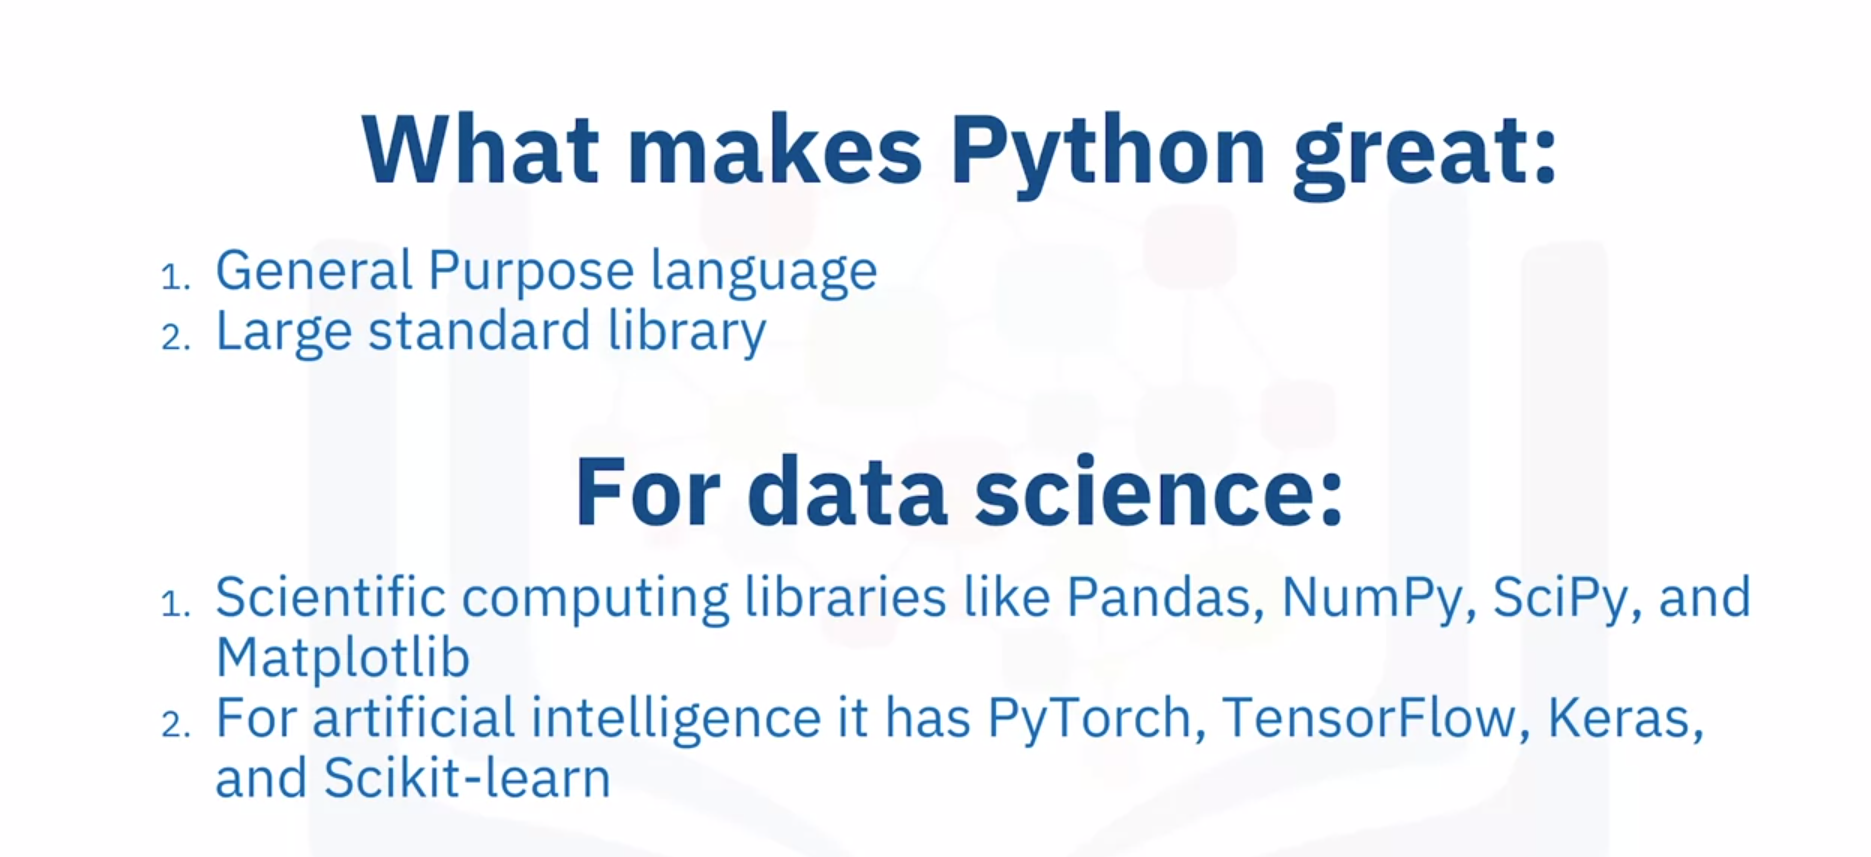 What makes Python great:
1. General Purpose language
2. Large standard library
For data science:
1. Scientific computing libraries like Pandas, NumPy, SciPy, and
Matplotlib
2. For artificial intelligence it has PyTorch, TensorFlow, Keras,
and Scikit-learn